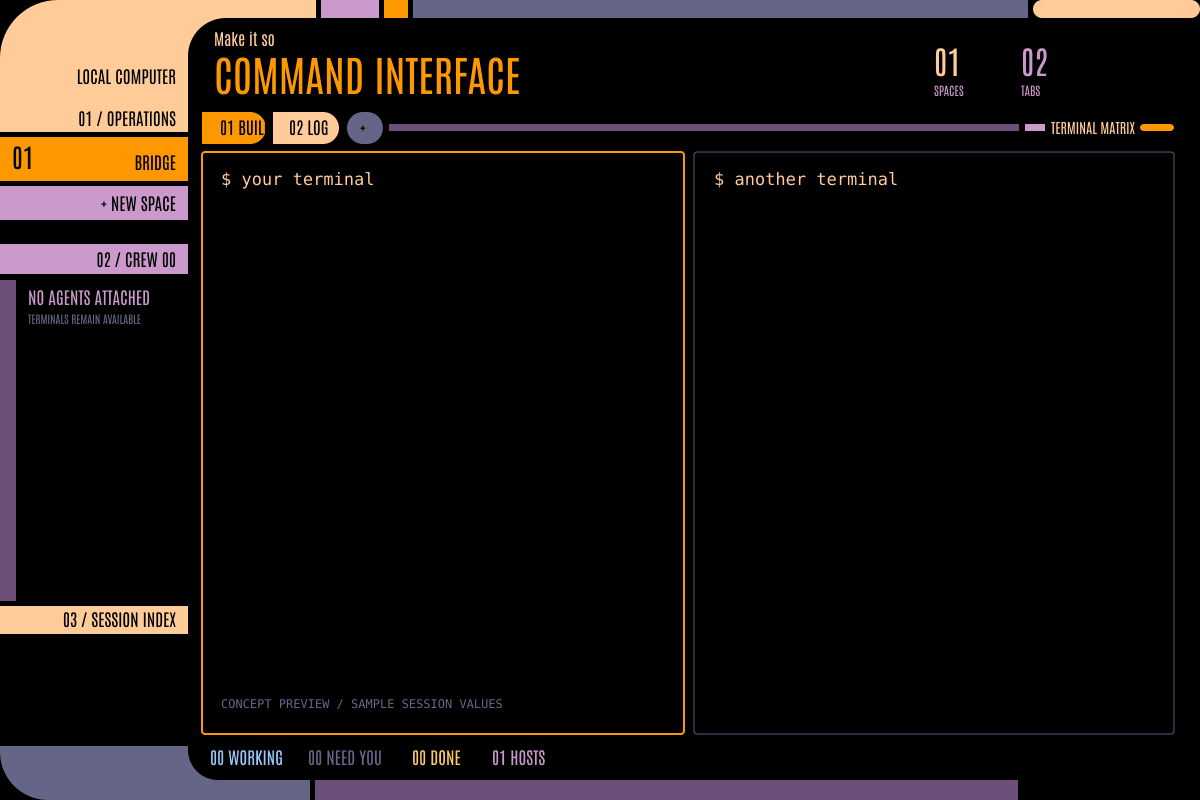 Make it so
COMMAND INTERFACE
01
SPACES
02
TABS
LOCAL COMPUTER
01 / OPERATIONS
01 BRIDGE
+ NEW SPACE
02 / CREW 00
NO AGENTS ATTACHED
TERMINALS REMAIN AVAILABLE
03 / SESSION INDEX
01 BUIL
02 LOG
+
TERMINAL MATRIX
$ your terminal
$ another terminal
CONCEPT PREVIEW / SAMPLE SESSION VALUES
00 WORKING
00 NEED YOU
00 DONE
01 HOSTS